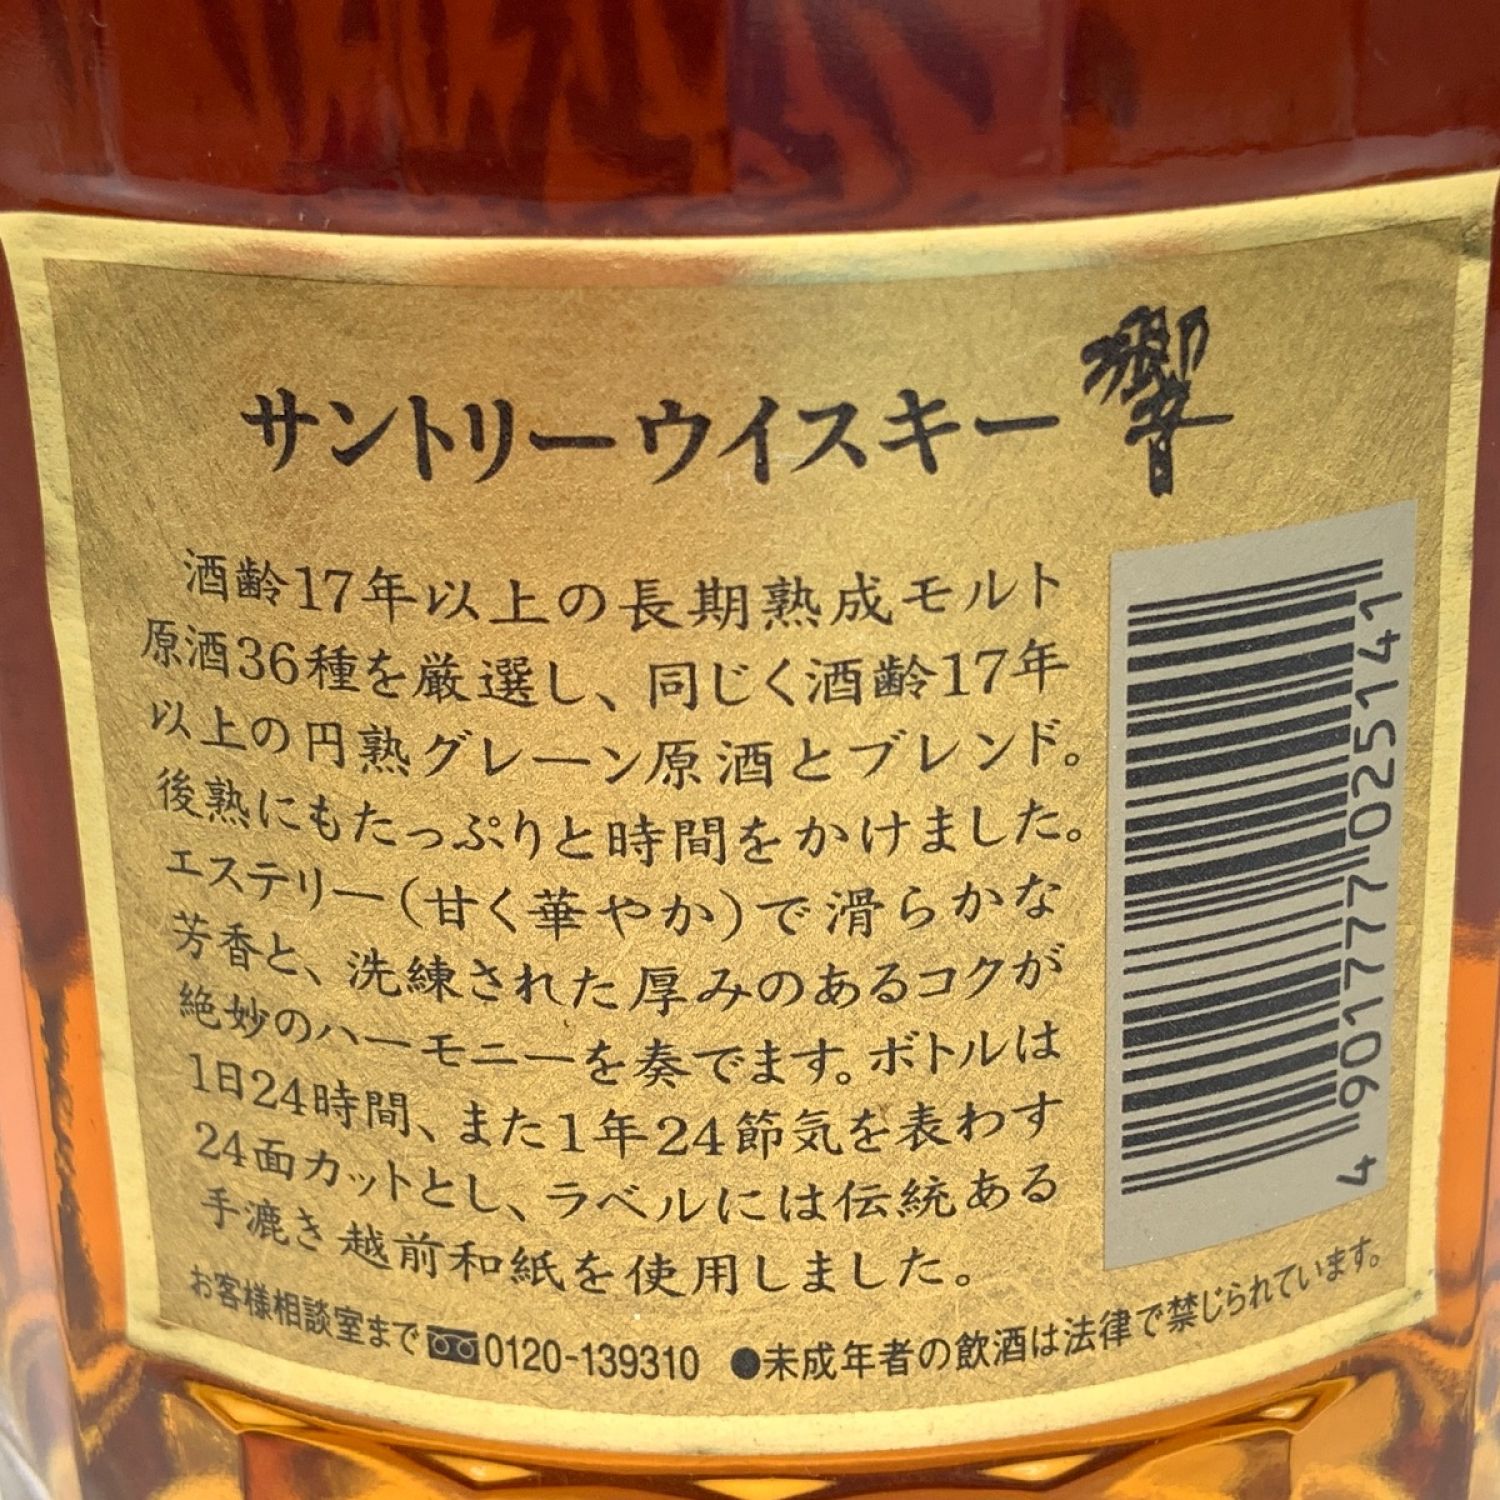 サントリーウイスキー 響
酒齢17年以上の長期熟成モルト
原酒36種を厳選し、同じく酒齢17年
以上の円熟グレーン原酒とブレンド。
後熟にもたっぷりと時間をかけました。
エステリー(甘く華やか)で滑らかな
芳香と、洗練された厚みのあるコクが
絶妙のハーモニーを奏でます。ボトルは
1日24時間、また1年24節気を表わす
24面カットとし、ラベルには伝統ある
手漉き越前和紙を使用しました。
お客様相談室まで 0120-139310 ●未成年者の飲酒は法律で禁じられています。
4 901777 025141